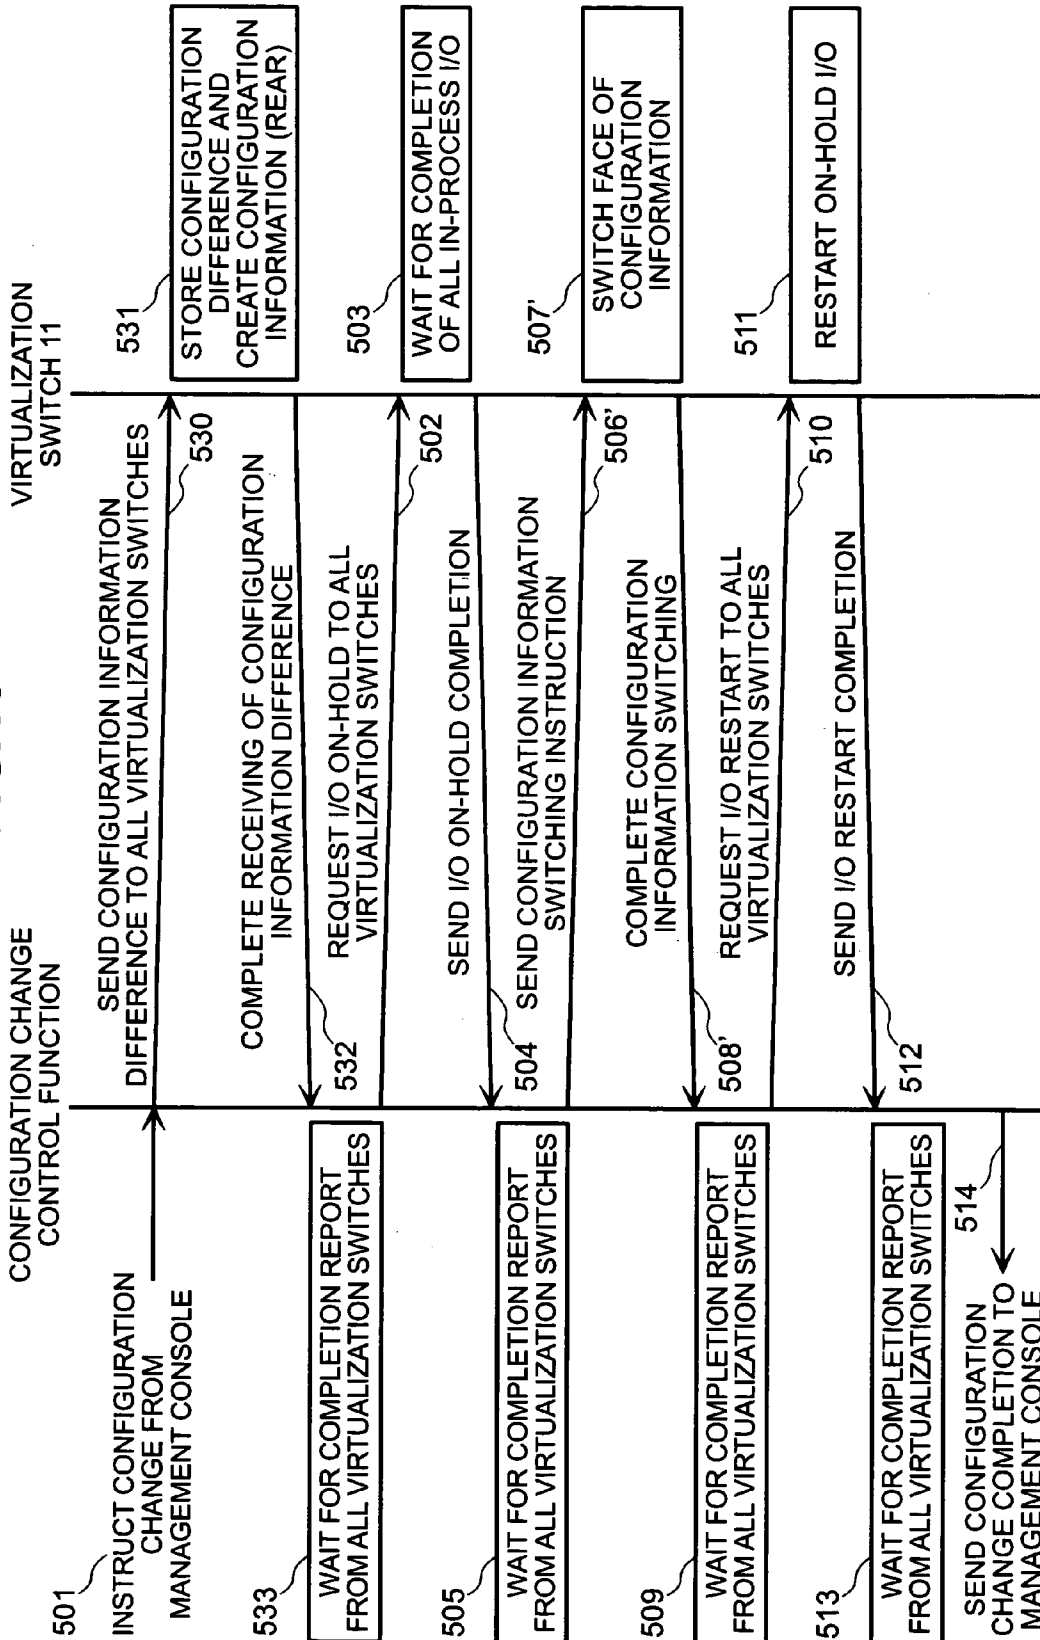 CONFIGURATION CHANGE
CONTROL FUNCTION
VIRTUALIZATION
SWITCH 11
501
INSTRUCT CONFIGURATION
CHANGE FROM
MANAGEMENT CONSOLE
SEND CONFIGURATION INFORMATION
DIFFERENCE TO ALL VIRTUALIZATION SWITCHES
530
531
STORE CONFIGURATION
DIFFERENCE AND
CREATE CONFIGURATION
INFORMATION (REAR)
COMPLETE RECEIVING OF CONFIGURATION
INFORMATION DIFFERENCE
532
533
WAIT FOR COMPLETION REPORT
FROM ALL VIRTUALIZATION SWITCHES
REQUEST I/O ON-HOLD TO ALL
VIRTUALIZATION SWITCHES
502
503
WAIT FOR COMPLETION
OF ALL IN-PROCESS I/O
SEND I/O ON-HOLD COMPLETION
504
505
WAIT FOR COMPLETION REPORT
FROM ALL VIRTUALIZATION SWITCHES
SEND CONFIGURATION INFORMATION
SWITCHING INSTRUCTION
506'
507'
SWITCH FACE OF
CONFIGURATION
INFORMATION
COMPLETE CONFIGURATION
INFORMATION SWITCHING
508'
509
WAIT FOR COMPLETION REPORT
FROM ALL VIRTUALIZATION SWITCHES
REQUEST I/O RESTART TO ALL
VIRTUALIZATION SWITCHES
510
511
RESTART ON-HOLD I/O
SEND I/O RESTART COMPLETION
512
513
WAIT FOR COMPLETION REPORT
FROM ALL VIRTUALIZATION SWITCHES
514
SEND CONFIGURATION
CHANGE COMPLETION TO
MANAGEMENT CONSOLE